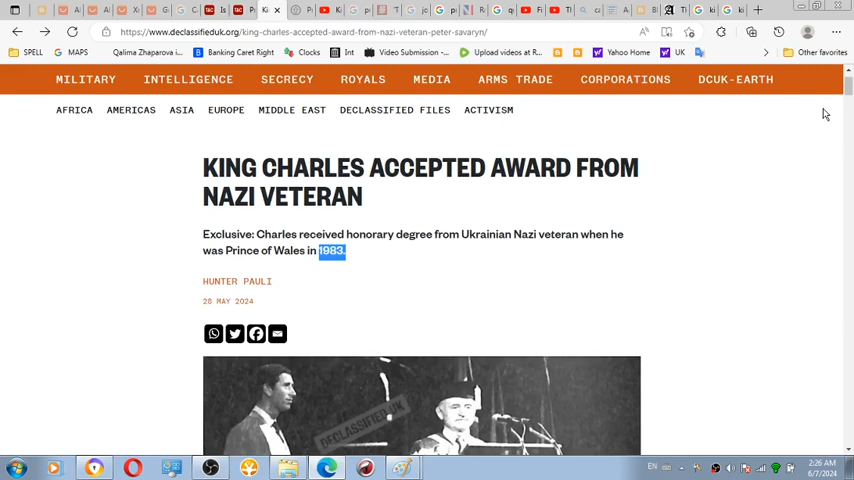 https://www.declassifieduk.org/king-charles-accepted-award-from-nazi-veteran-peter-savaryn/
SPELL MAPS Qalima Zhaparova i... Banking Caret Right Clocks Int Video Submission -... Upload videos at R... Yahoo Home UK Other favorites
MILITARY INTELLIGENCE SECRECY ROYALS MEDIA ARMS TRADE CORPORATIONS DCUK-EARTH
AFRICA AMERICAS ASIA EUROPE MIDDLE EAST DECLASSIFIED FILES ACTIVISM
KING CHARLES ACCEPTED AWARD FROM
NAZI VETERAN
Exclusive: Charles received honorary degree from Ukrainian Nazi veteran when he
was Prince of Wales in 1983.
HUNTER PAULI
28 MAY 2024
DECLASSIFIED UK
EN
2:26 AM
6/7/2024